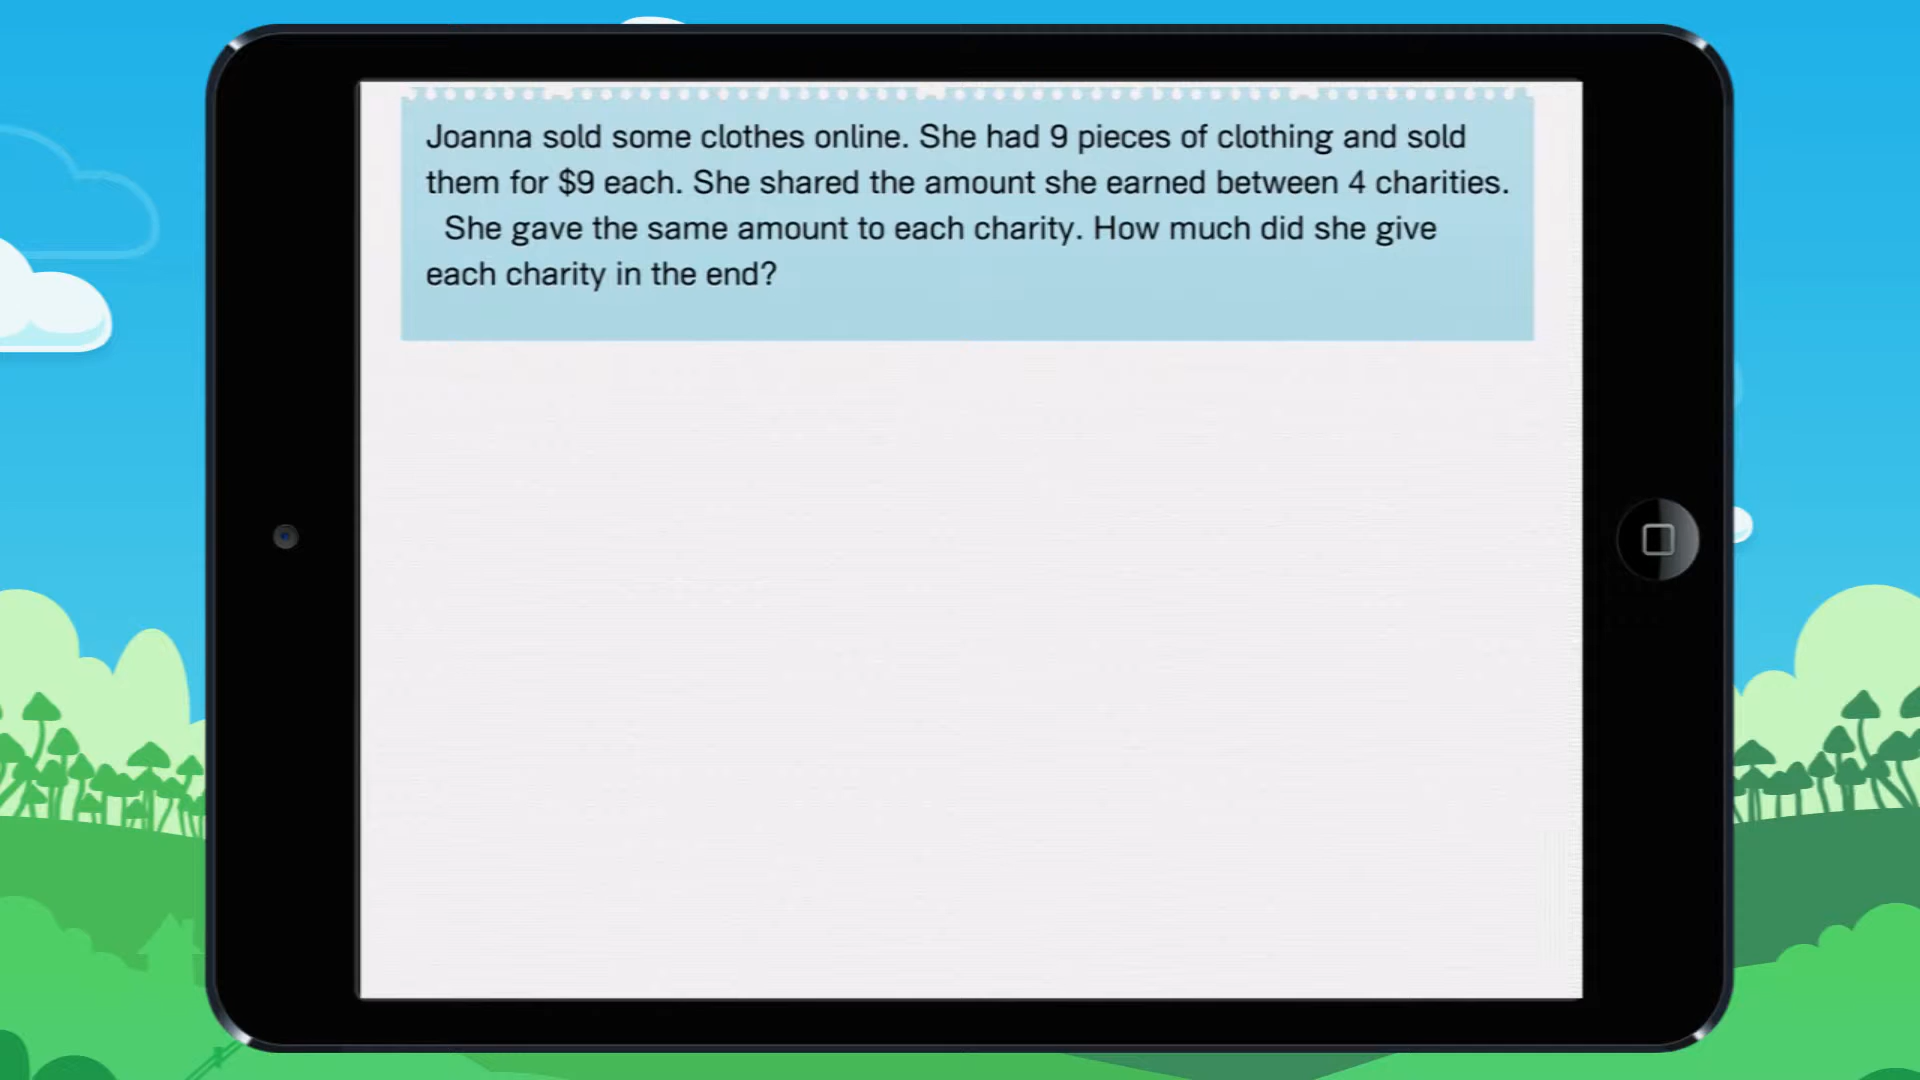 Joanna sold some clothes online. She had 9 pieces of clothing and sold
them for $9 each. She shared the amount she earned between 4 charities.
She gave the same amount to each charity. How much did she give
each charity in the end?